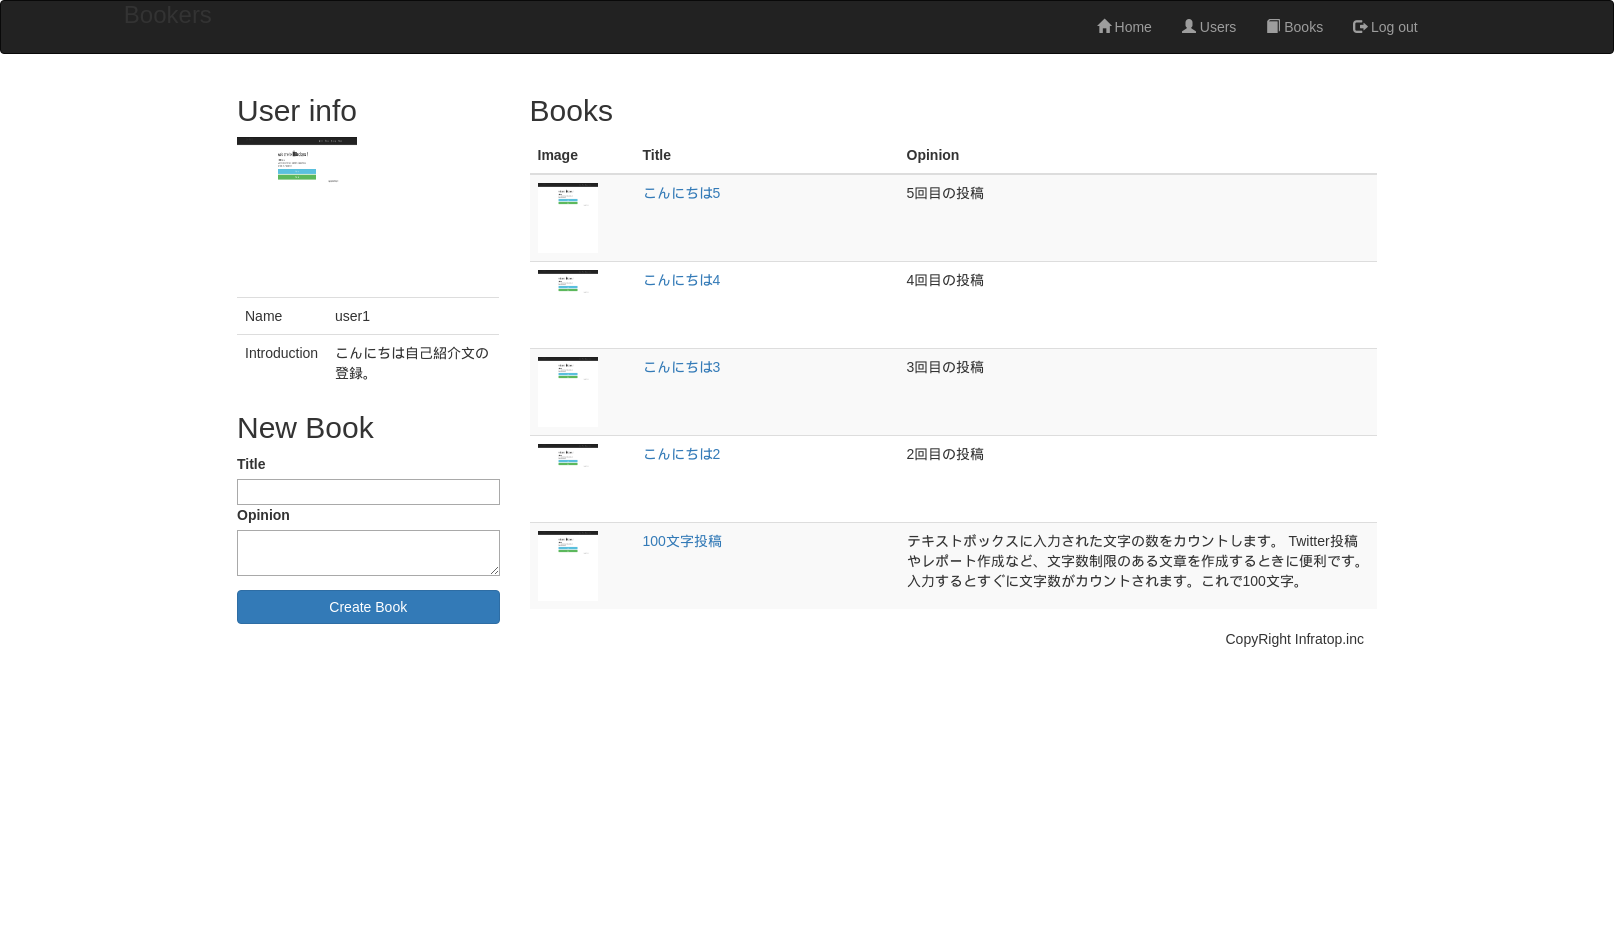 Bookers
Home Users Books Log out
User info
Name user1
Introduction こんにちは自己紹介文の
登録。
New Book
Title
Opinion
Create Book
Books
Image Title Opinion
こんにちは5 5回目の投稿
こんにちは4 4回目の投稿
こんにちは3 3回目の投稿
こんにちは2 2回目の投稿
100文字投稿 テキストボックスに入力された文字の数をカウントします。 Twitter投稿
やレポート作成など、文字数制限のある文章を作成するときに便利です。
入力するとすぐに文字数がカウントされます。これで100文字。
CopyRight Infratop.inc